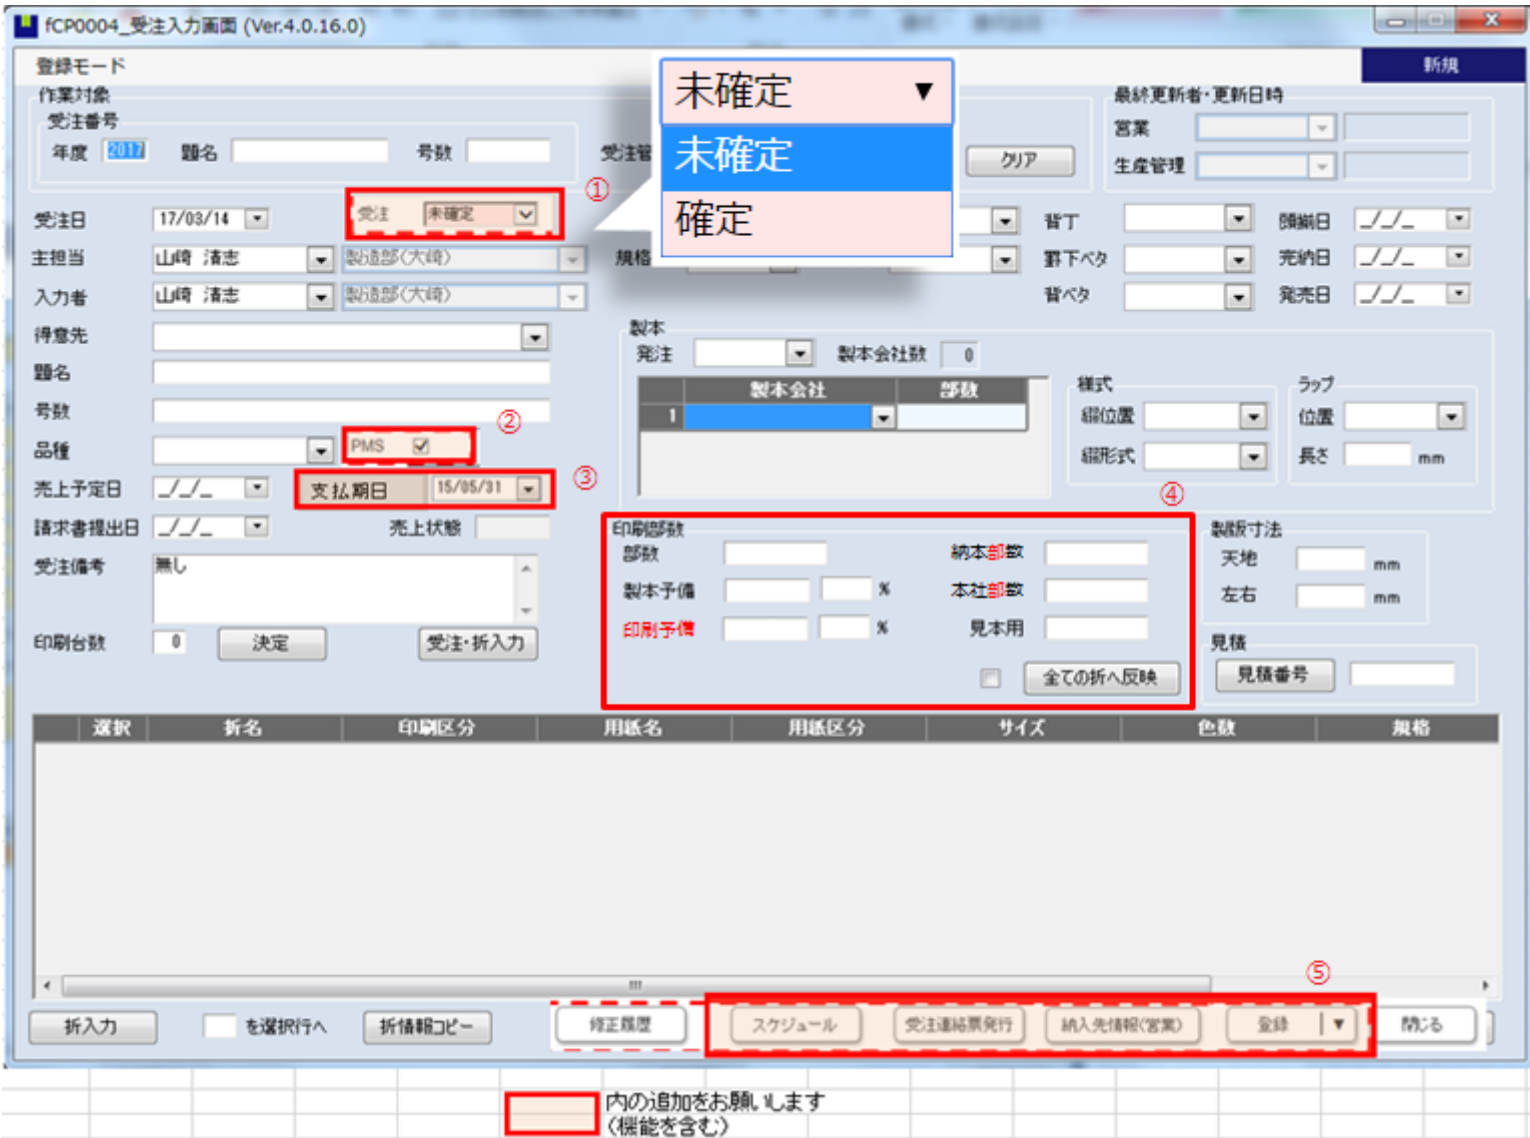 fCP0004_受注入力画面 (Ver.4.0.16.0)
登録モード
新規
作業対象
受注番号
年度 2017 題名 号数
クリア
最終更新者・更新日時
営業
生産管理
未確定 ▼
未確定
確定
①
受注日 17/03/14 受注 未確定
主担当 山﨑 清志 製造部(大崎)
入力者 山﨑 清志 製造部(大崎)
規格
背丁
罫下ベタ
背ベタ
頭揃日 _/_/_
完納日 _/_/_
発売日 _/_/_
得意先
題名
号数
②
品種 PMS
③
売上予定日 _/_/_ 支払期日 15/05/31
請求書提出日 _/_/_ 売上状態
受注備考 無し
印刷台数 0 決定 受注・折入力
製本
発注 製本会社数 0
製本会社 部数
1
様式
綴位置
綴形式
ラップ
位置
長さ mm
④
印刷部数
部数 納本部数
製本予備 % 本社部数
印刷予備 % 見本用
全ての折へ反映
製版寸法
天地 mm
左右 mm
見積
見積番号
選択 折名 印刷区分 用紙名 用紙区分 サイズ 色数 規格
⑤
折入力 を選択行へ 折情報コピー 修正履歴 スケジュール 受注連絡票発行 納入先情報(営業) 登録 ▼ 閉じる
内の追加をお願いします
(機能を含む)